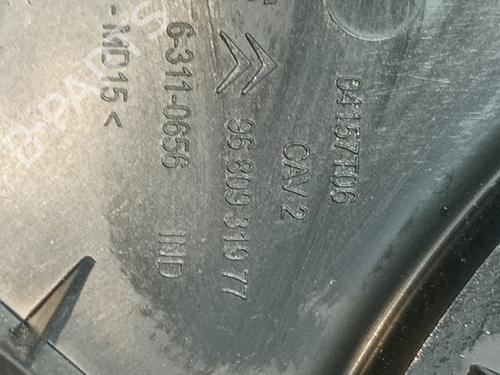 04157T06
CAV 2
96 809 319 77
6-311-0656 IND
- MD15 <
B-PARTS